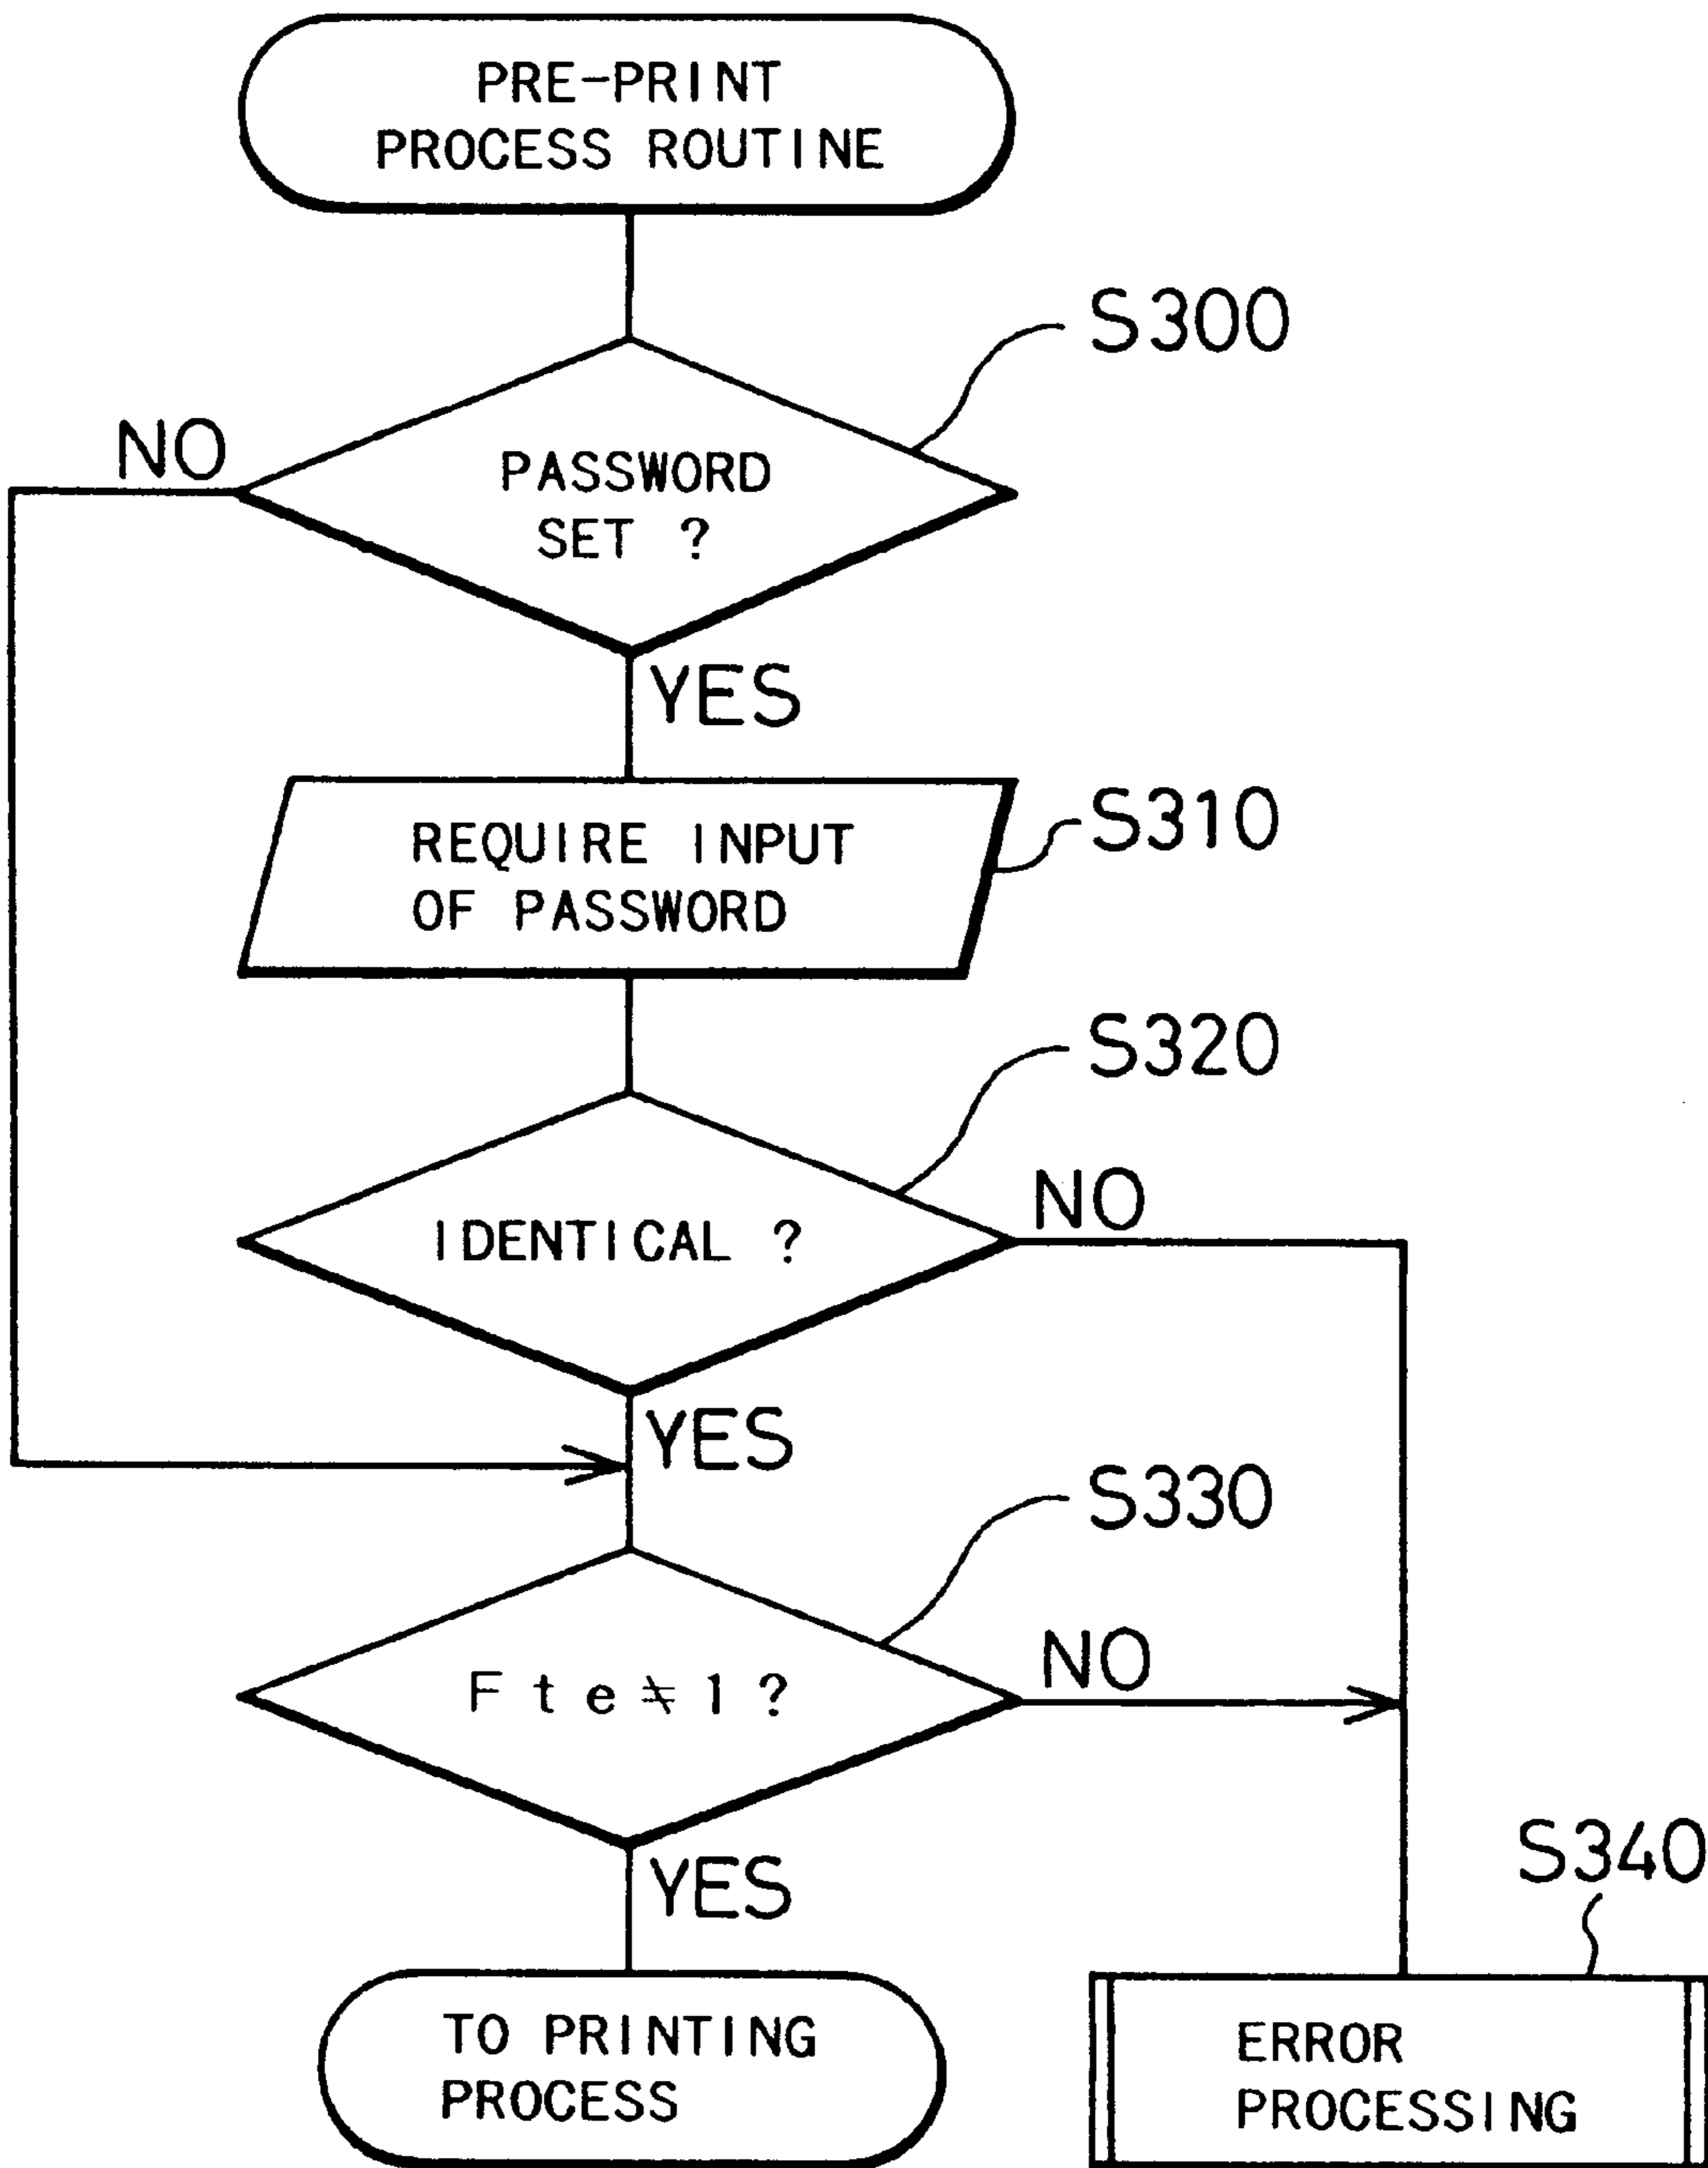 PRE-PRINT
PROCESS ROUTINE
S300
NO
PASSWORD
SET ?
YES
S310
REQUIRE INPUT
OF PASSWORD
S320
NO
IDENTICAL ?
YES
S330
NO
Fte≠1?
YES
S340
TO PRINTING
PROCESS
ERROR
PROCESSING